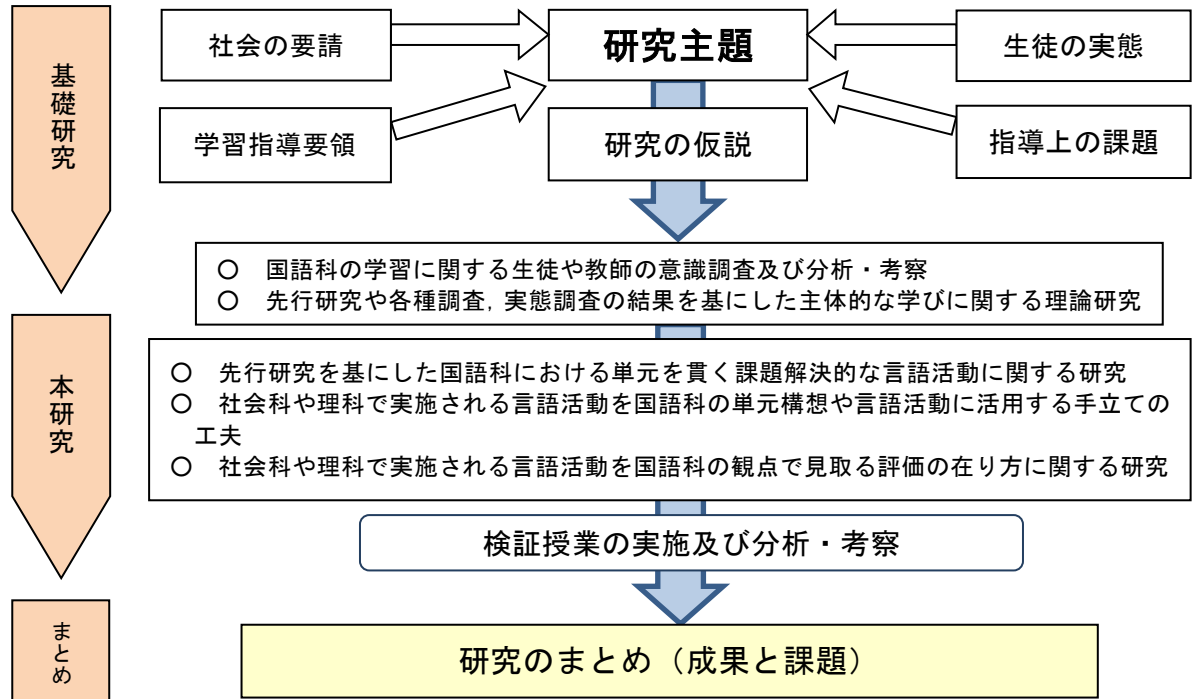 基礎研究
社会の要請
研究主題
生徒の実態
学習指導要領
研究の仮説
指導上の課題
○ 国語科の学習に関する生徒や教師の意識調査及び分析・考察
○ 先行研究や各種調査，実態調査の結果を基にした主体的な学びに関する理論研究
本研究
○ 先行研究を基にした国語科における単元を貫く課題解決的な言語活動に関する研究
○ 社会科や理科で実施される言語活動を国語科の単元構想や言語活動に活用する手立ての
工夫
○ 社会科や理科で実施される言語活動を国語科の観点で見取る評価の在り方に関する研究
検証授業の実施及び分析・考察
まとめ
研究のまとめ（成果と課題）